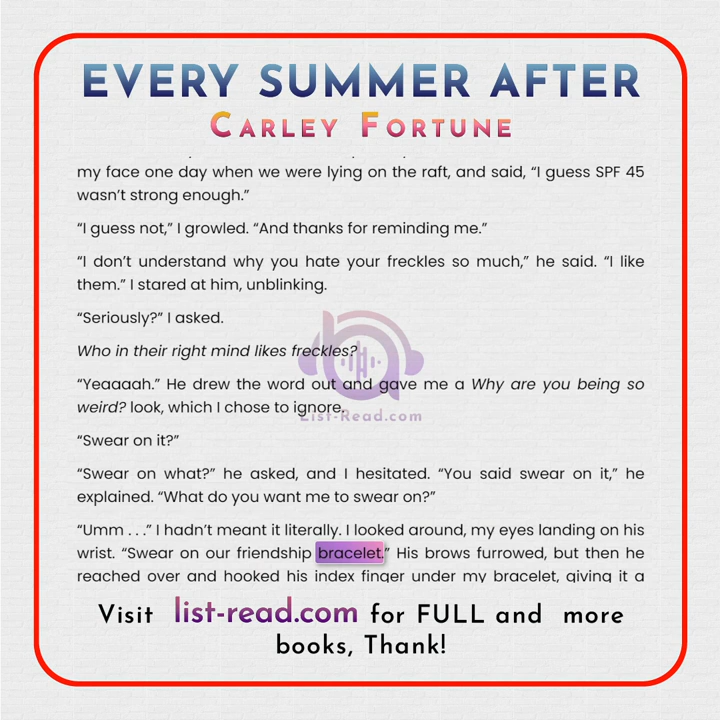 EVERY SUMMER AFTER
CARLEY FORTUNE
my face one day when we were lying on the raft, and said, “I guess SPF 45
wasn’t strong enough.”
“I guess not,” I growled. “And thanks for reminding me.”
“I don’t understand why you hate your freckles so much,” he said. “I like
them.” I stared at him, unblinking.
“Seriously?” I asked.
Who in their right mind likes freckles?
“Yeaaaah.” He drew the word out and gave me a Why are you being so
weird? look, which I chose to ignore.
List-Read.com
“Swear on it?”
“Swear on what?” he asked, and I hesitated. “You said swear on it,” he
explained. “What do you want me to swear on?”
“Umm . . .” I hadn’t meant it literally. I looked around, my eyes landing on his
wrist. “Swear on our friendship bracelet.” His brows furrowed, but then he
reached over and hooked his index finger under my bracelet, giving it a
Visit list-read.com for FULL and more
books, Thank!